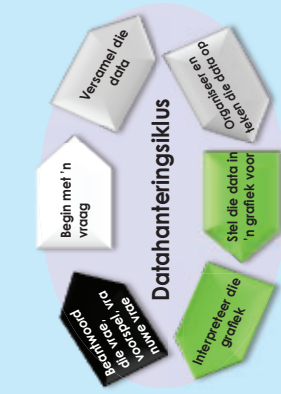 Datahanteringsiklus
Begin met 'n
vraag
Versamel die
data
Organiseer en
teken die data op
Stel die data in
'n grafiek voor
Interpreteer die
grafiek
Beantwoord
die vrae,
voorspel, vra
nuwe vrae